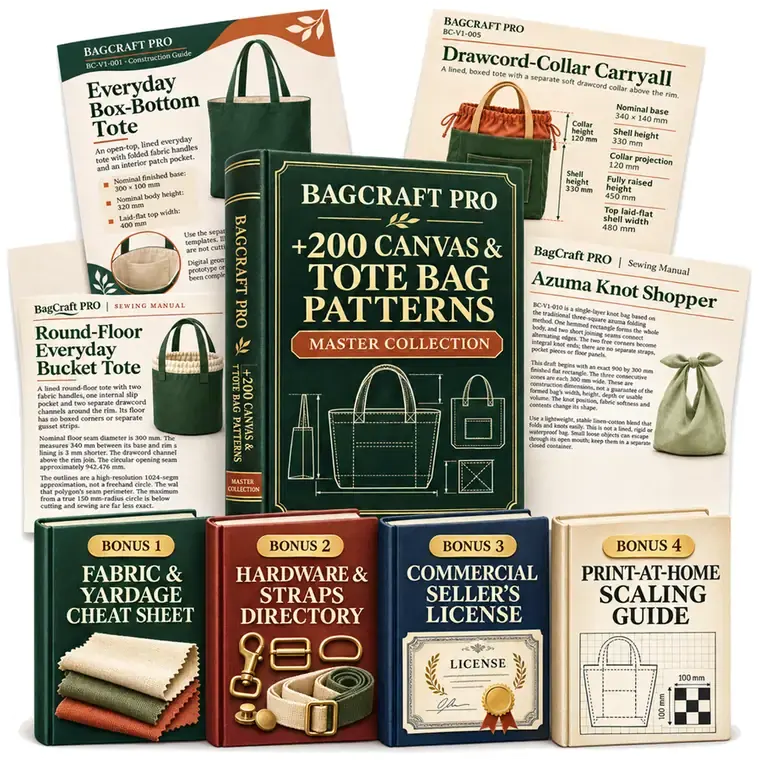 BAGCRAFT PRO
BC-V1-001 - Construction Guide
Everyday
Box-Bottom
Tote
An open-top, lined everyday
tote with folded fabric handles
and an interior patch pocket.
Nominal finished base:
300 × 100 mm
Nominal body height:
320 mm
Laid-flat top width:
400 mm
Use the separ
templates. If
are not cutti
Digital geom
prototype or
been comple
BAGCRAFT PRO
BC-V1-005
Drawcord-Collar Carryall
A lined, boxed tote with a separate soft drawcord collar above the rim.
Collar
height
120 mm
Shell
height
330 mm
Nominal base
340 × 140 mm
Shell height
330 mm
Collar projection
120 mm
Fully raised
height
450 mm
Top laid-flat
shell width
480 mm
BagCraft PRO | SEWING MANUAL
Round-Floor
Everyday
Bucket Tote
A lined round-floor tote with two
fabric handles, one internal slip
pocket and two separate drawcord
channels around the rim. Its floor
has no boxed corners or separate
gusset strips.
Nominal floor seam diameter is 300 mm. The
measures 340 mm between its base and rim a
lining is 3 mm shorter. The drawcord channel
above the rim join. The circular opening seam
approximately 942.476 mm.
The outlines are a high-resolution 1024-segm
approximation, not a freehand circle. The wal
that polygon's seam perimeter. The maximum
from a true 150 mm-radius circle is below
cutting and sewing are far less exact.
BagCraft PRO | Sewing Manual
Azuma Knot Shopper
BC-V1-010 is a single-layer knot bag based on
the traditional three-square azuma folding
method. One hemmed rectangle forms the whole
body, and two short joining seams connect
alternating edges. The two free corners become
integral knot ends; there are no separate straps,
pocket pieces or floor panels.
This draft begins with an exact 900 by 300 mm
finished flat rectangle. The three consecutive
zones are each 300 mm wide. These are
construction dimensions, not a guarantee of the
formed bag's width, height, depth or usable
volume. The knot position, fabric softness and
contents change its shape.
Use a lightweight, stable linen-cotton blend that
folds and knots easily. This is not a lined, rigid or
waterproof bag. Small loose objects can escape
through its open mouth; keep them in a separate
closed container.
BAGCRAFT PRO
+200 CANVAS &
TOTE BAG
PATTERNS
MASTER COLLECTION
BAGCRAFT PRO
+200 CANVAS &
TTOTE BAG
PATTERNS
MASTER
COLLECTION
BONUS 1
FABRIC &
YARDAGE
CHEAT SHEET
BONUS 2
HARDWARE &
STRAPS
DIRECTORY
BONUS 3
COMMERCIAL
SELLER'S
LICENSE
LICENSE
BONUS 4
PRINT-AT-HOME
SCALING
GUIDE
100 mm
100 mm